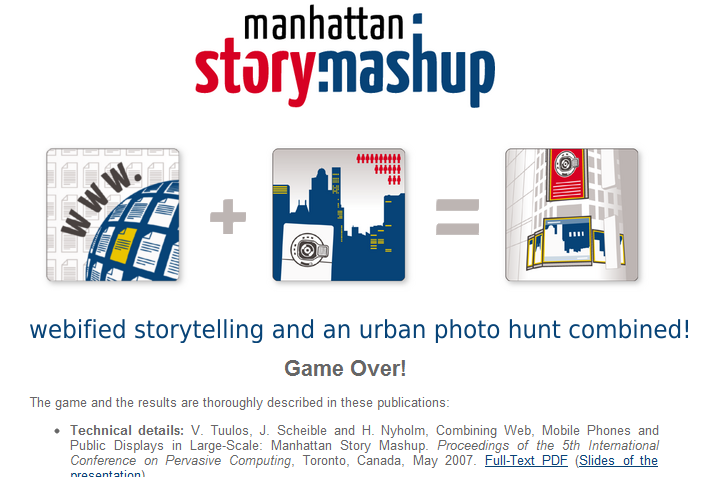 manhattan
story:mashup
www.
webified storytelling and an urban photo hunt combined!
Game Over!
The game and the results are thoroughly described in these publications:
• Technical details: V. Tuulos, J. Scheible and H. Nyholm, Combining Web, Mobile Phones and
Public Displays in Large-Scale: Manhattan Story Mashup. Proceedings of the 5th International
Conference on Pervasive Computing, Toronto, Canada, May 2007. Full-Text PDF (Slides of the
presentation)